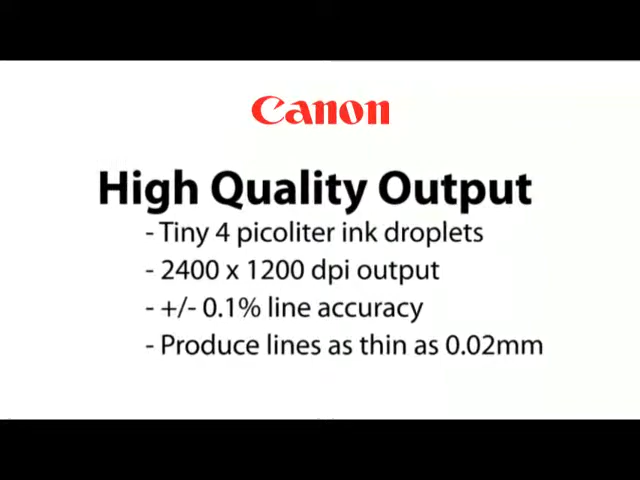 Canon
High Quality Output
- Tiny 4 picoliter ink droplets
- 2400 x 1200 dpi output
- +/- 0.1% line accuracy
- Produce lines as thin as 0.02mm